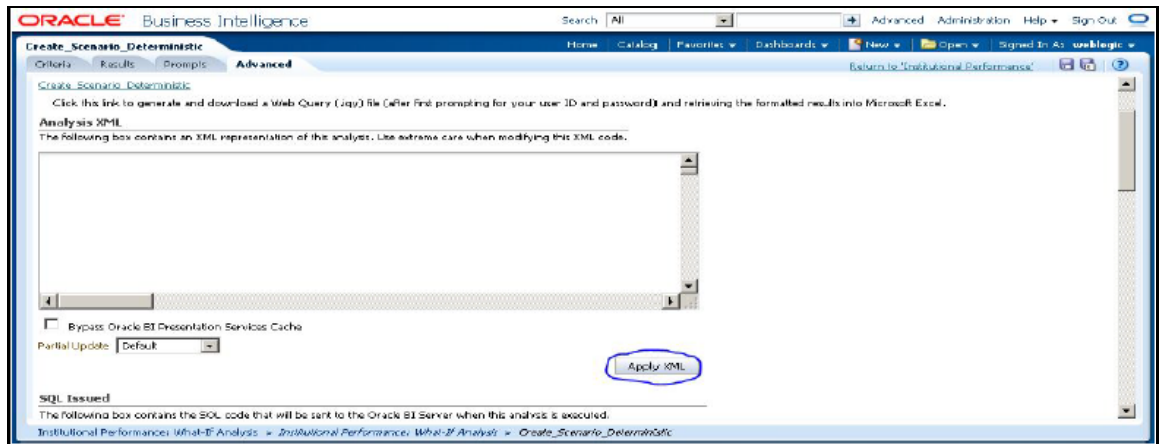 ORACLE Business Intelligence Search All Advanced Administration Help Sign Out
Create_Scenario_Deterministic Home Catalog Favorites Dashboards New Open Signed In As weblogic
Criteria Results Prompts Advanced Return to 'Institutional Performance'
Create_Scenario_Deterministic
Click this link to generate and download a Web Query (.iqy) file (after first prompting for your user ID and password) and retrieving the formatted results into Microsoft Excel.
Analysis XML
The following box contains an XML representation of this analysis. Use extreme care when modifying this XML code.
Bypass Oracle BI Presentation Services Cache
Partial Update Default
Apply XML
SQL Issued
The following box contains the SQL code that will be sent to the Oracle BI Server when this analysis is executed.
Institutional Performance: What-If Analysis > Institutional Performance: What-If Analysis > Create_Scenario_Deterministic